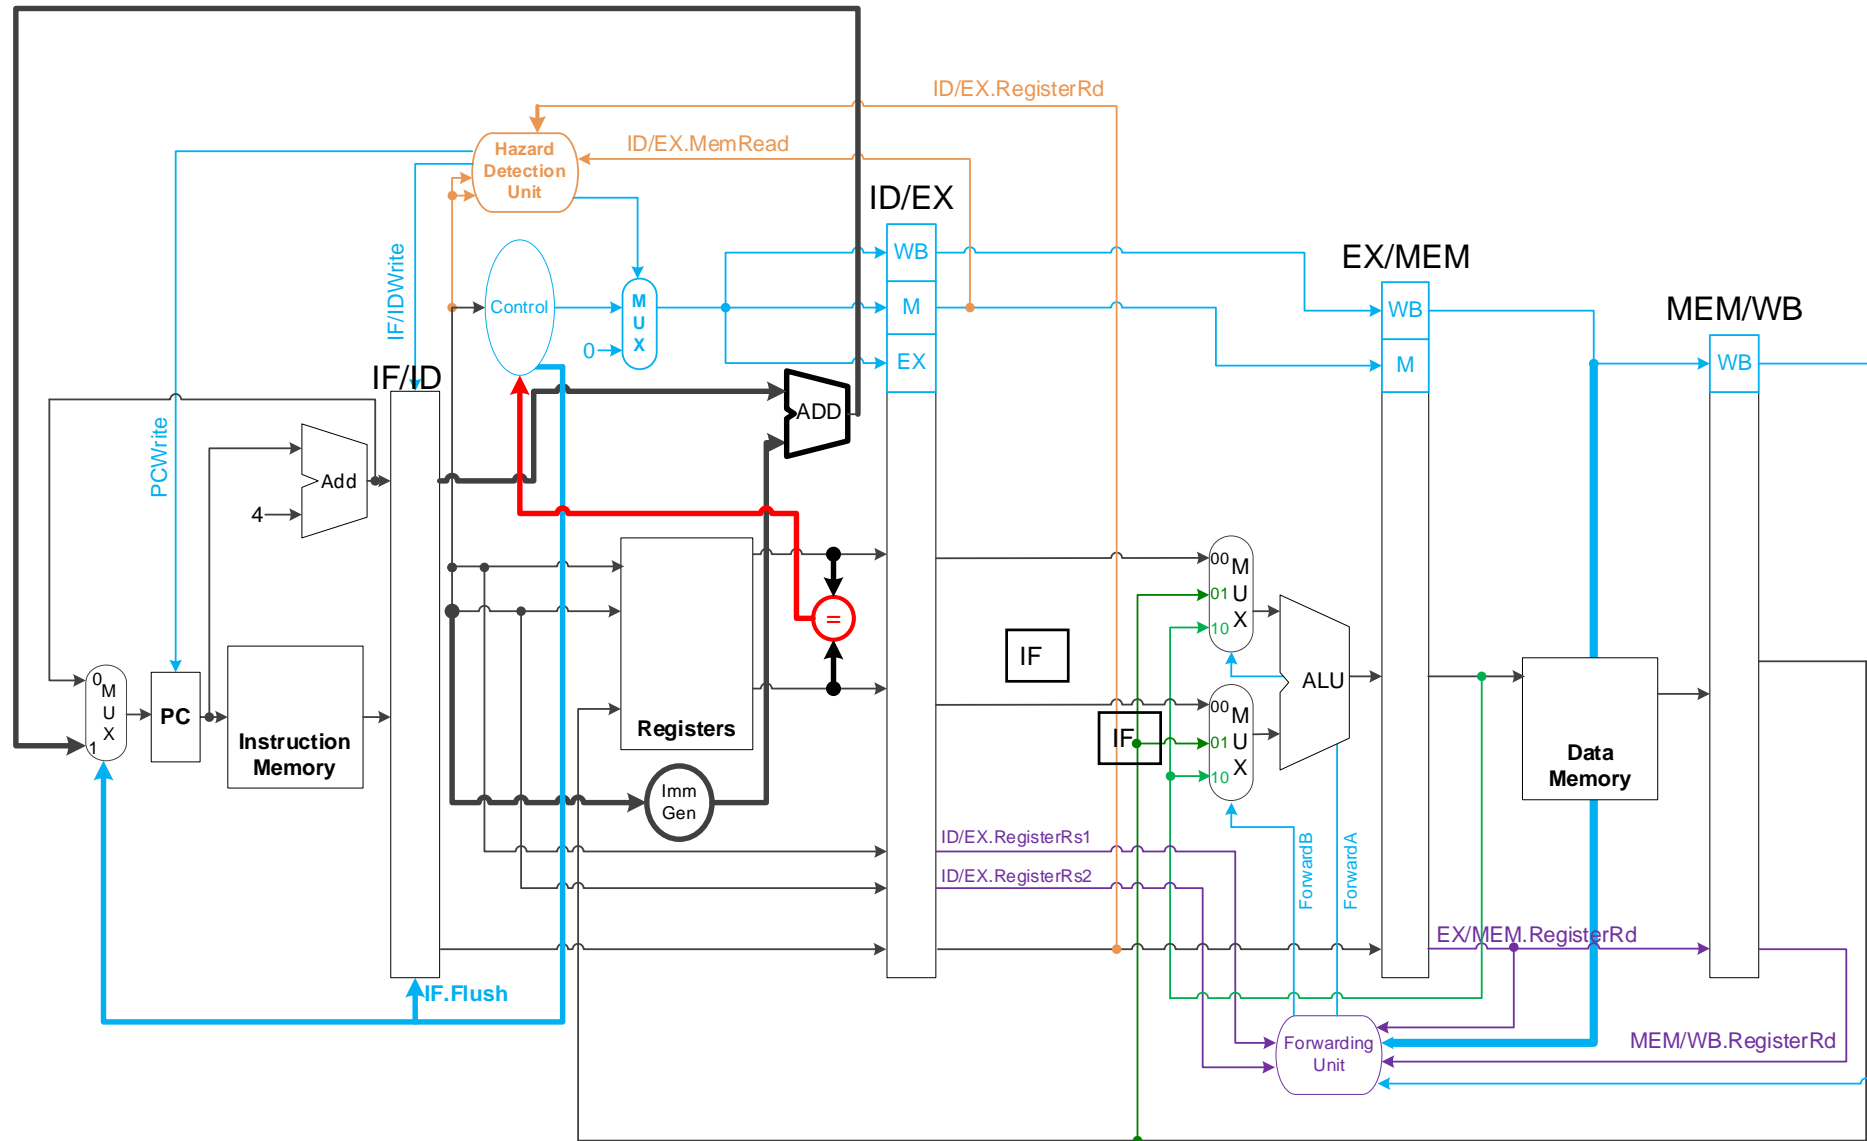 ID/EX.RegisterRd
Hazard
Detection
Unit
ID/EX.MemRead
ID/EX
WB
M
EX
IF/IDWrite
PCWrite
Control
M
U
X
0
EX/MEM
WB
M
MEM/WB
WB
IF/ID
ADD
Add
4
0
M
U
X
1
PC
Instruction
Memory
Registers
=
Imm
Gen
IF
IF
00
M
01
U
10
X
00
M
01
U
10
X
ALU
Data
Memory
ID/EX.RegisterRs1
ID/EX.RegisterRs2
ForwardB
ForwardA
EX/MEM.RegisterRd
IF.Flush
Forwarding
Unit
MEM/WB.RegisterRd